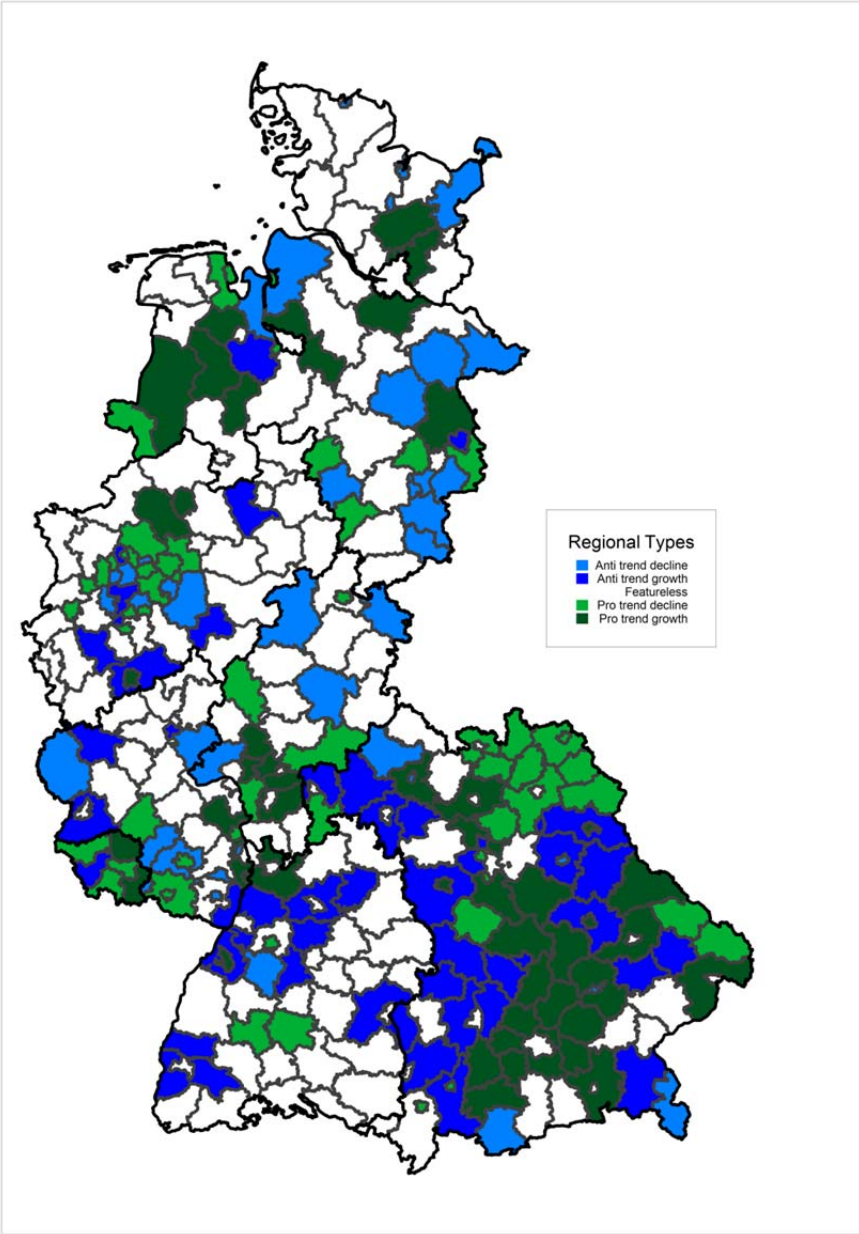 Regional Types
Anti trend decline
Anti trend growth
Featureless
Pro trend decline
Pro trend growth